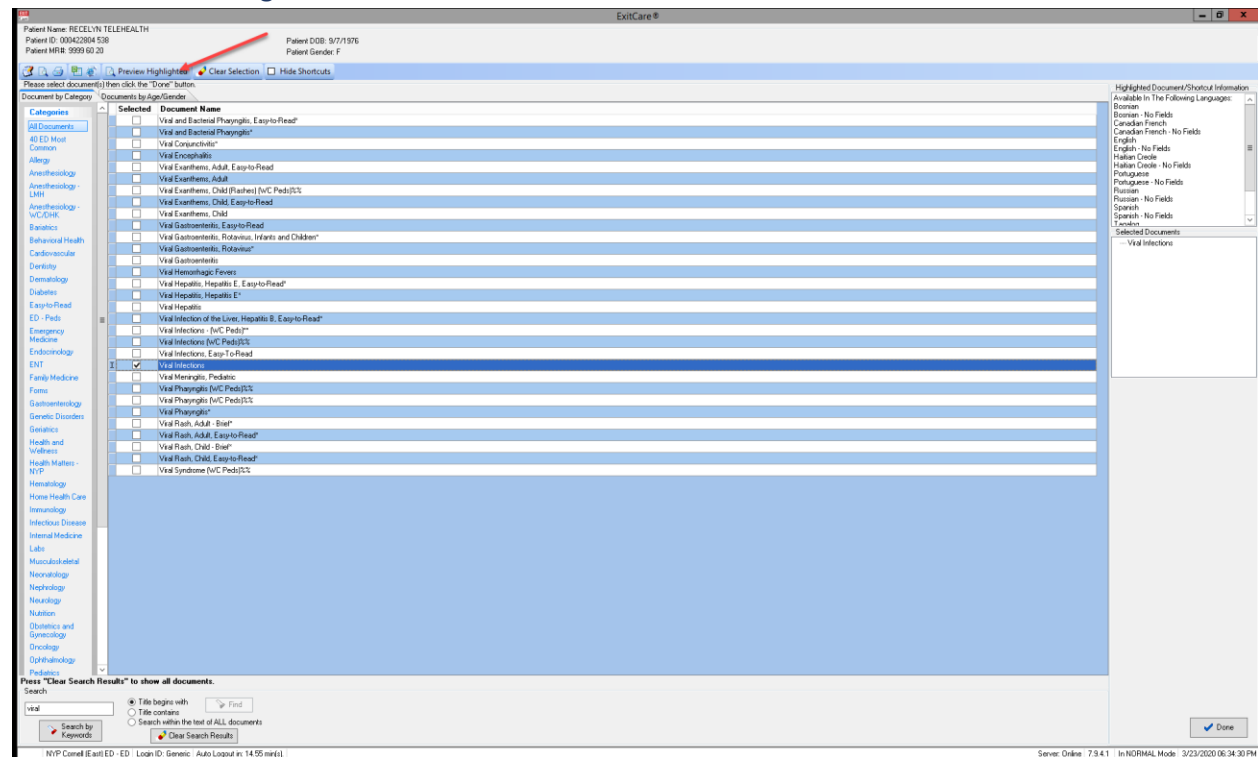 ExitCare®
Patient Name: RECELYN TELEHEALTH
Patient ID: 000422804 538
Patient DOB: 9/7/1976
Patient MR#: 9999 60 20
Patient Gender: F
Preview Highlighted
Clear Selection
Hide Shortcuts
Please select document(s) then click the "Done" button.
Document by Category
Documents by Age/Gender
Categories
All Documents
40 ED Most
Common
Allergy
Anesthesiology
Anesthesiology -
LMH
Anesthesiology -
WC/DHK
Bariatrics
Behavioral Health
Cardiovascular
Dentistry
Dermatology
Diabetes
Easy-to-Read
ED - Peds
Emergency
Medicine
Endocrinology
ENT
Family Medicine
Forms
Gastroenterology
Genetic Disorders
Geriatrics
Health and
Wellness
Health Matters -
NYP
Hematology
Home Health Care
Immunology
Infectious Disease
Internal Medicine
Labs
Musculoskeletal
Neonatology
Nephrology
Neurology
Nutrition
Obstetrics and
Gynecology
Oncology
Ophthalmology
Pediatrics
Selected Document Name
Viral and Bacterial Pharyngitis, Easy-to-Read*
Viral and Bacterial Pharyngitis*
Viral Conjunctivitis*
Viral Encephalitis
Viral Exanthems, Adult, Easy-to-Read
Viral Exanthems, Adult
Viral Exanthems, Child (Rashes) (WC Peds)%%
Viral Exanthems, Child, Easy-to-Read
Viral Exanthems, Child
Viral Gastroenteritis, Easy-to-Read
Viral Gastroenteritis, Rotavirus, Infants and Children*
Viral Gastroenteritis, Rotavirus*
Viral Gastroenteritis
Viral Hemorrhagic Fevers
Viral Hepatitis, Hepatitis E, Easy-to-Read*
Viral Hepatitis, Hepatitis E*
Viral Hepatitis
Viral Infection of the Liver, Hepatitis B, Easy-to-Read*
Viral Infections - (WC Peds)**
Viral Infections (WC Peds)%%
Viral Infections, Easy-To-Read
Viral Infections
Viral Meningitis, Pediatric
Viral Pharyngitis (WC Peds)%%
Viral Pharyngitis (WC Peds)%%
Viral Pharyngitis*
Viral Rash, Adult - Brief*
Viral Rash, Adult, Easy-to-Read*
Viral Rash, Child - Brief*
Viral Rash, Child, Easy-to-Read*
Viral Syndrome (WC Peds)%%
Highlighted Document/Shortcut Information
Available In The Following Languages:
Bosnian
Bosnian - No Fields
Canadian French
Canadian French - No Fields
English
English - No Fields
Haitian Creole
Haitian Creole - No Fields
Portuguese
Portuguese - No Fields
Russian
Russian - No Fields
Spanish
Spanish - No Fields
Tagalog
Selected Documents
Viral Infections
Press "Clear Search Results" to show all documents.
Search
viral
Title begins with
Title contains
Search within the text of ALL documents
Find
Search by
Keywords
Clear Search Results
Done
NYP Cornell (East) ED - ED
Login ID: Generic
Auto Logout in: 14.55 min(s).
Server: Online
7.9.4.1
In NORMAL Mode
3/23/2020 06:34:30 PM